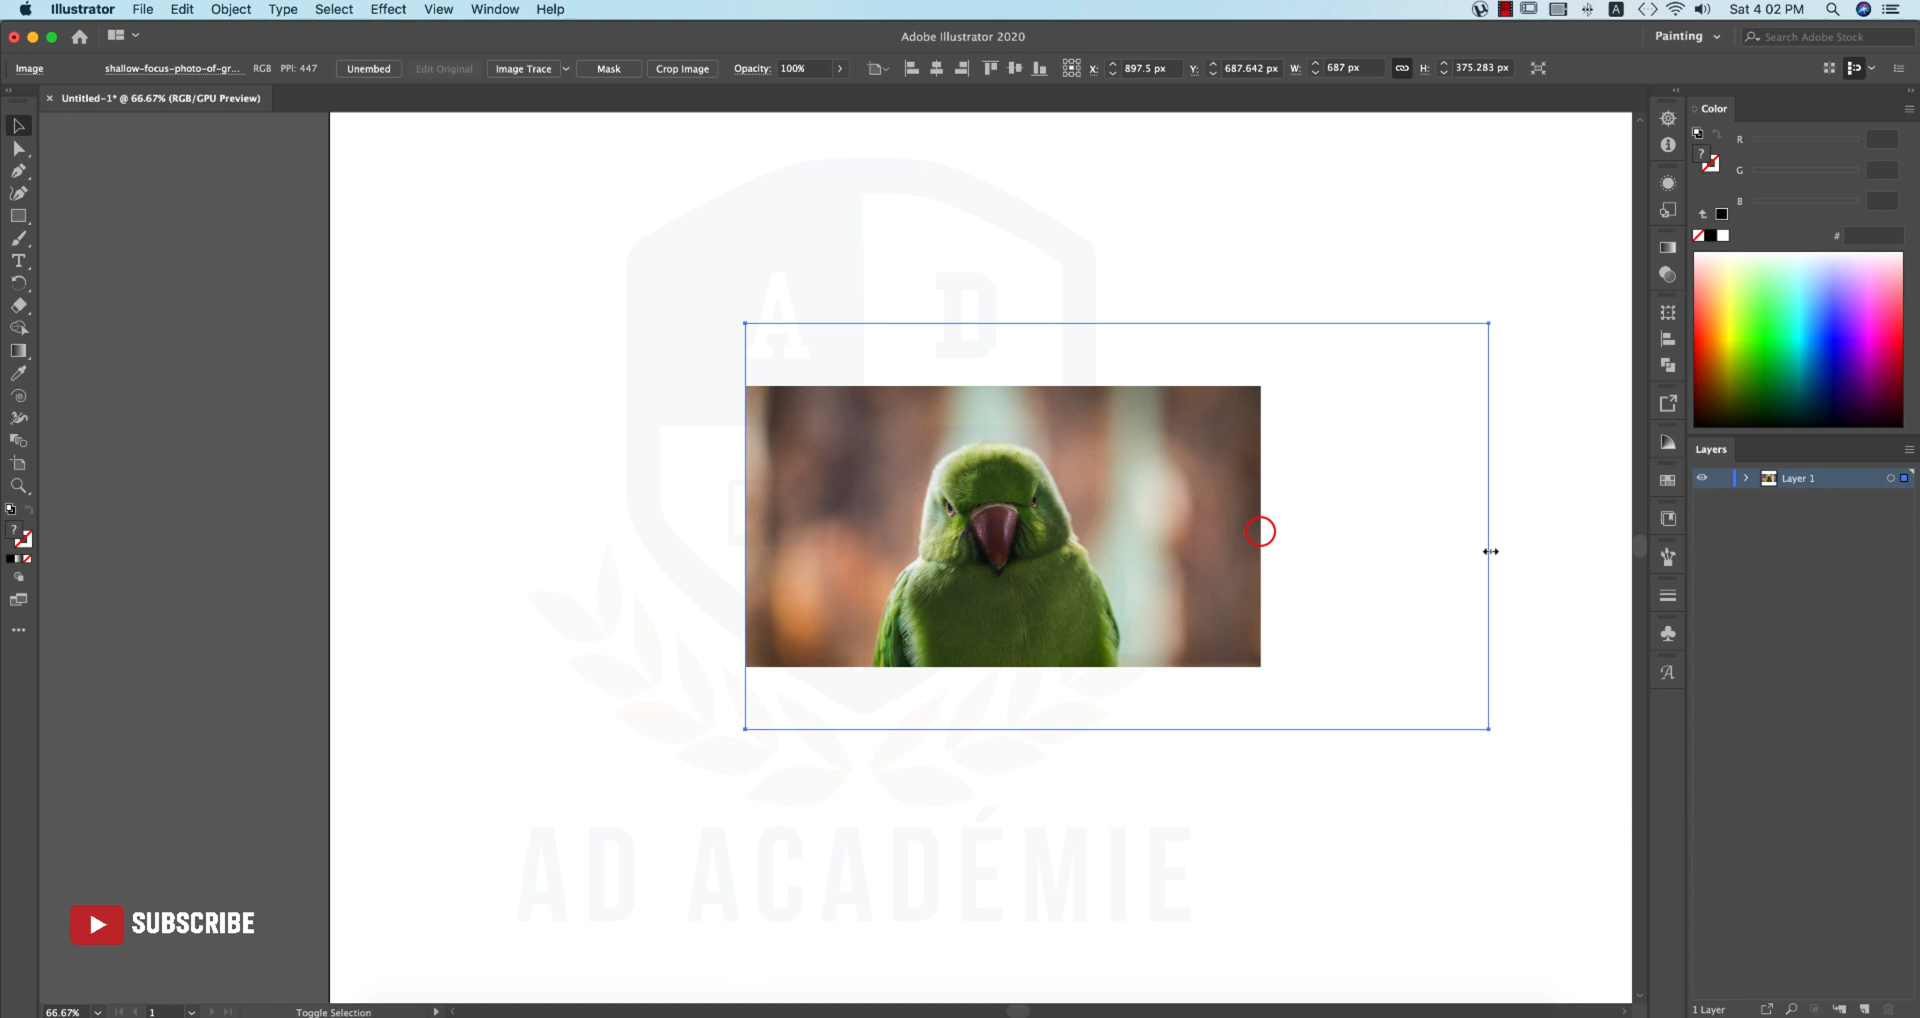 Illustrator File Edit Object Type Select Effect View Window Help
A
Sat 4 02 PM
Adobe Illustrator 2020
Painting
Search Adobe Stock
Image
shallow-focus-photo-of-gr...
RGB
PPI: 447
Unembed
Edit Original
Image Trace
Mask
Crop Image
Opacity: 100%
X: 897.5 px
Y: 687.642 px
W: 687 px
H: 375.283 px
× Untitled-1* @ 66.67% (RGB/GPU Preview)
Color
R
G
B
#
A D
AD ACADÉMIE
Layers
Layer 1
SUBSCRIBE
66.67%
1
Toggle Selection
1 Layer